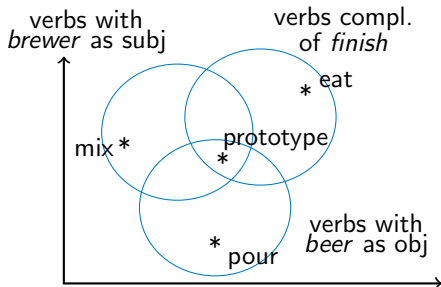 verbs with
brewer as subj
verbs compl.
of finish
* eat
mix *
prototype
*
verbs with
beer as obj
*
pour